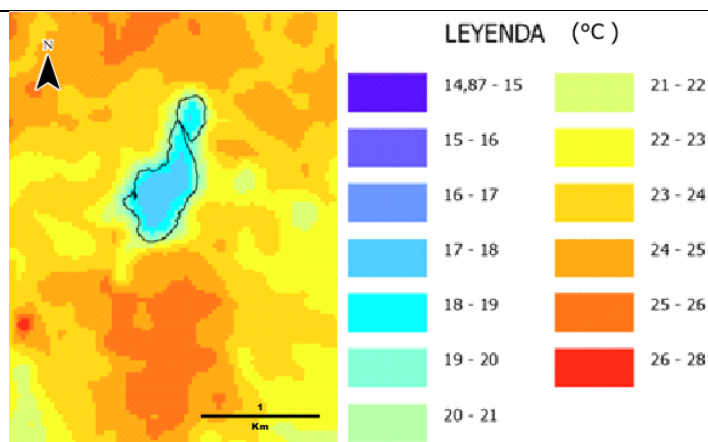 N
LEYENDA (°C)
14,87 - 15
15 - 16
16 - 17
17 - 18
18 - 19
19 - 20
20 - 21
21 - 22
22 - 23
23 - 24
24 - 25
25 - 26
26 - 28
1
Km